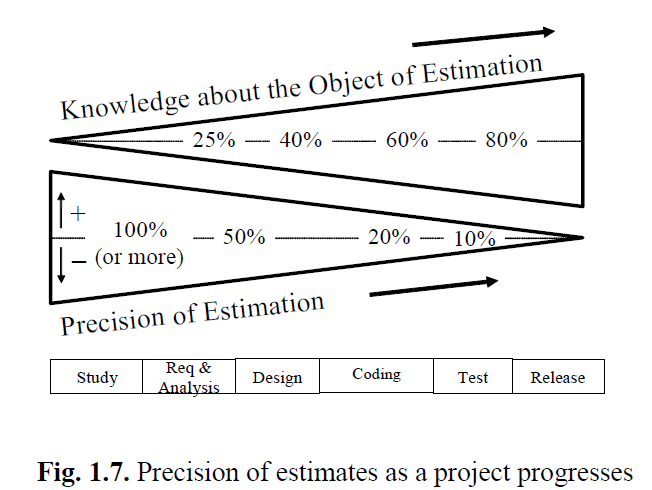 Knowledge about the Object of Estimation
25% 40% 60% 80%
+
100% 50% 20% 10%
– (or more)
Precision of Estimation
Study Req & Design Coding Test Release
Analysis
Fig. 1.7. Precision of estimates as a project progresses